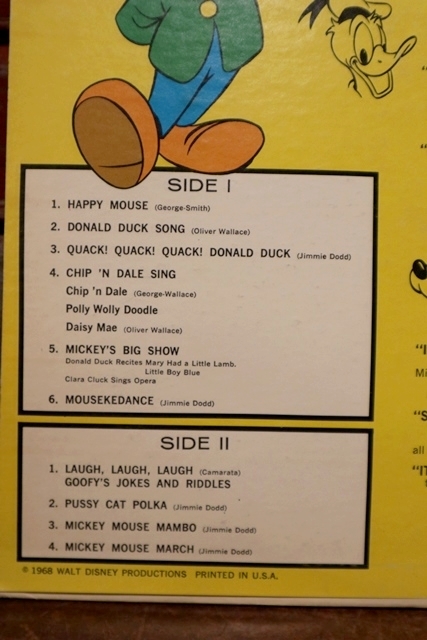 SIDE I
1. HAPPY MOUSE (George-Smith)
2. DONALD DUCK SONG (Oliver Wallace)
3. QUACK! QUACK! QUACK! DONALD DUCK (Jimmie Dodd)
4. CHIP 'N DALE SING
Chip 'n Dale (George-Wallace)
Polly Wolly Doodle
Daisy Mae (Oliver Wallace)
5. MICKEY'S BIG SHOW
Donald Duck Recites Mary Had a Little Lamb.
Little Boy Blue
Clara Cluck Sings Opera
6. MOUSEKEDANCE (Jimmie Dodd)
SIDE II
1. LAUGH, LAUGH, LAUGH (Camarata)
GOOFY'S JOKES AND RIDDLES
2. PUSSY CAT POLKA (Jimmie Dodd)
3. MICKEY MOUSE MAMBO (Jimmie Dodd)
4. MICKEY MOUSE MARCH (Jimmie Dodd)
© 1968 WALT DISNEY PRODUCTIONS PRINTED IN U.S.A.
all